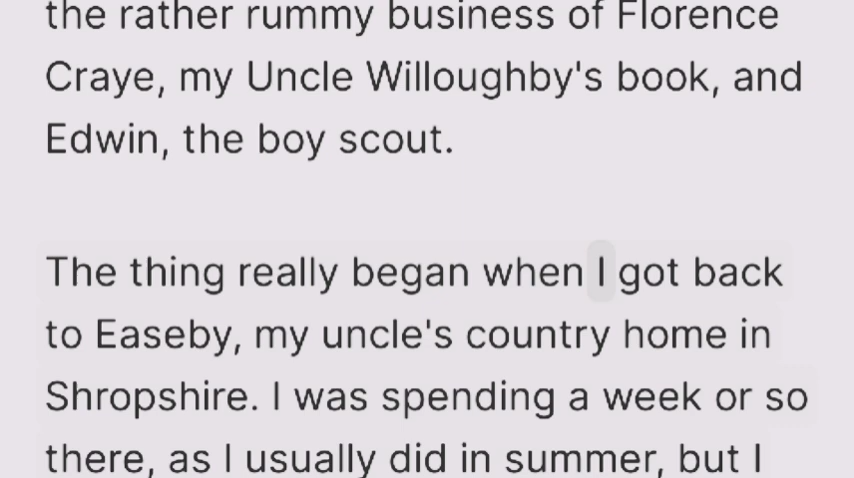 the rather rummy business of Florence
Craye, my Uncle Willoughby's book, and
Edwin, the boy scout.
The thing really began when I got back
to Easeby, my uncle's country home in
Shropshire. I was spending a week or so
there, as I usually did in summer, but I